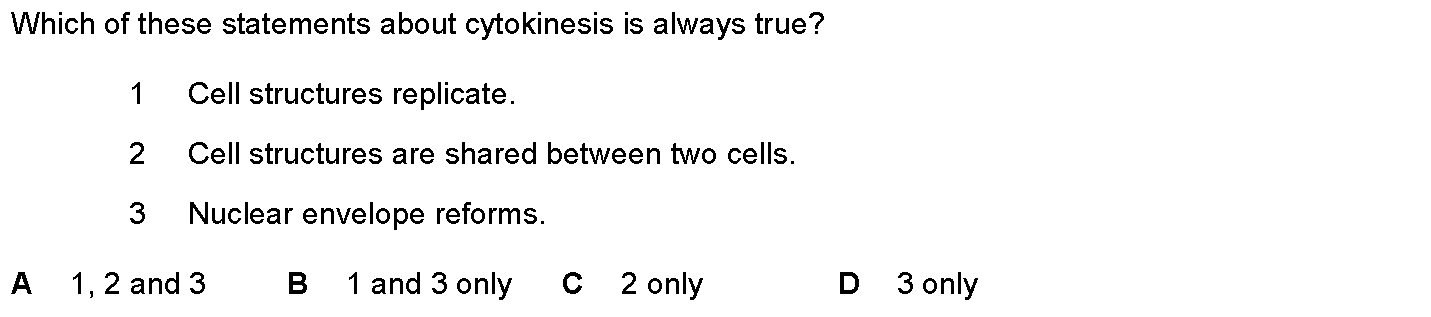 Which of these statements about cytokinesis is always true?
1 Cell structures replicate.
2 Cell structures are shared between two cells.
3 Nuclear envelope reforms.
A 1, 2 and 3 B 1 and 3 only C 2 only D 3 only